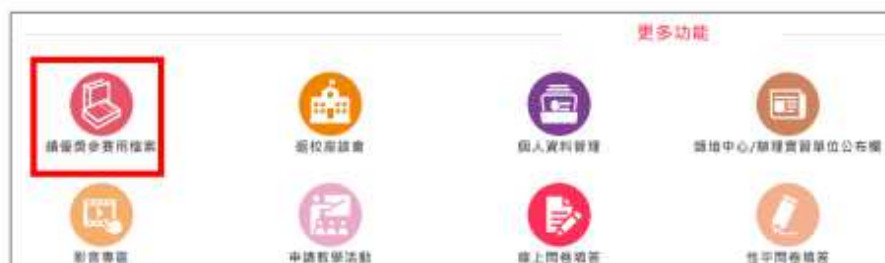 更多功能
績優獎參賽用檔案
返校座談會
個人資料管理
師培中心/辦理實習單位公布欄
影音專區
申請教學活動
線上問卷填答
性平問卷填答